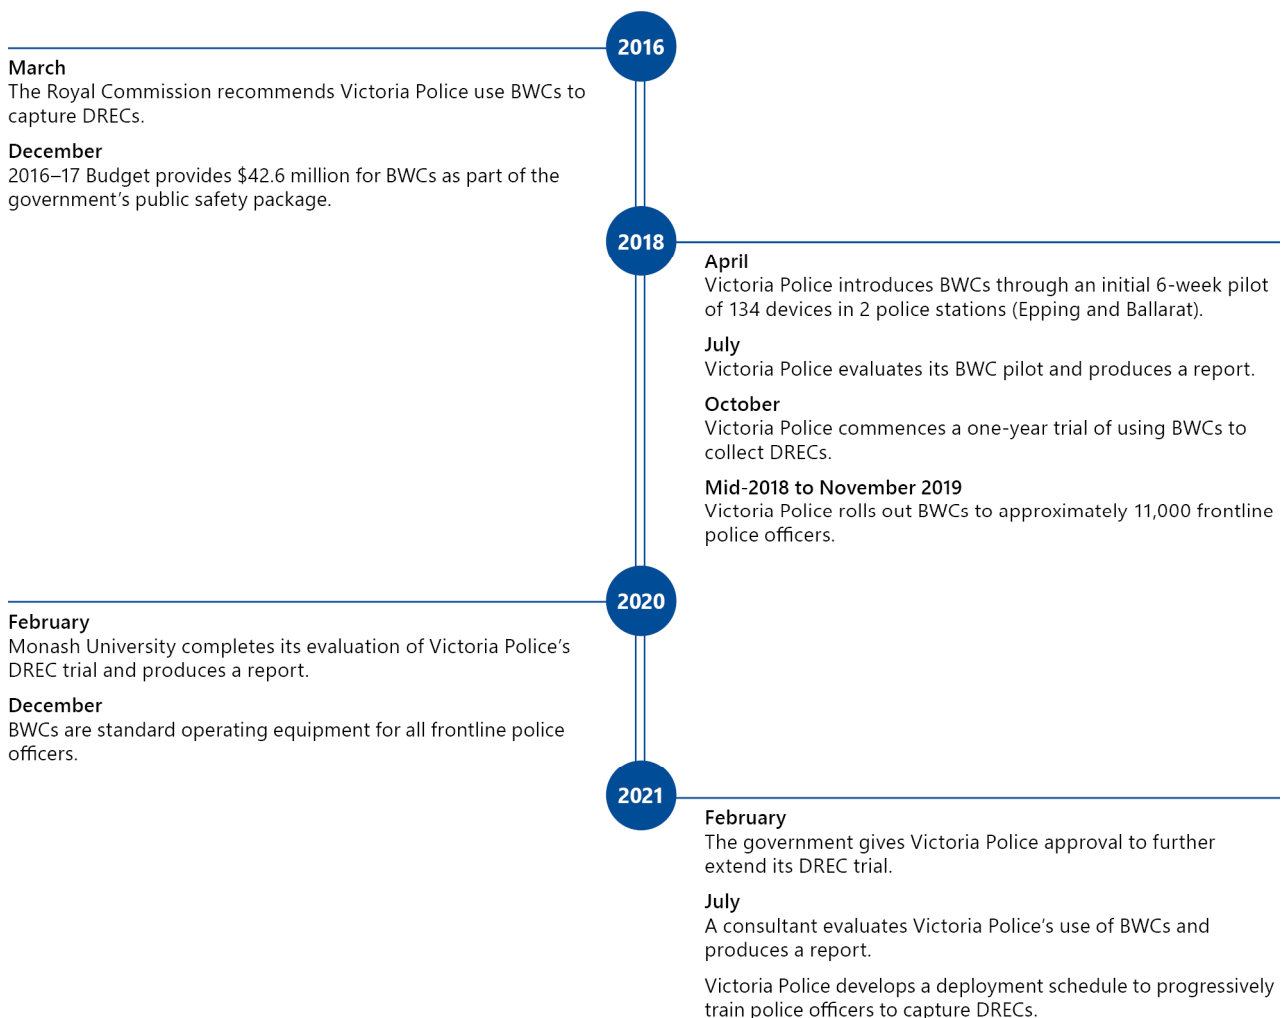 2016
March
The Royal Commission recommends Victoria Police use BWCs to
capture DRECs.
December
2016–17 Budget provides $42.6 million for BWCs as part of the
government’s public safety package.
2018
April
Victoria Police introduces BWCs through an initial 6-week pilot
of 134 devices in 2 police stations (Epping and Ballarat).
July
Victoria Police evaluates its BWC pilot and produces a report.
October
Victoria Police commences a one-year trial of using BWCs to
collect DRECs.
Mid-2018 to November 2019
Victoria Police rolls out BWCs to approximately 11,000 frontline
police officers.
2020
February
Monash University completes its evaluation of Victoria Police’s
DREC trial and produces a report.
December
BWCs are standard operating equipment for all frontline police
officers.
2021
February
The government gives Victoria Police approval to further
extend its DREC trial.
July
A consultant evaluates Victoria Police’s use of BWCs and
produces a report.
Victoria Police develops a deployment schedule to progressively
train police officers to capture DRECs.